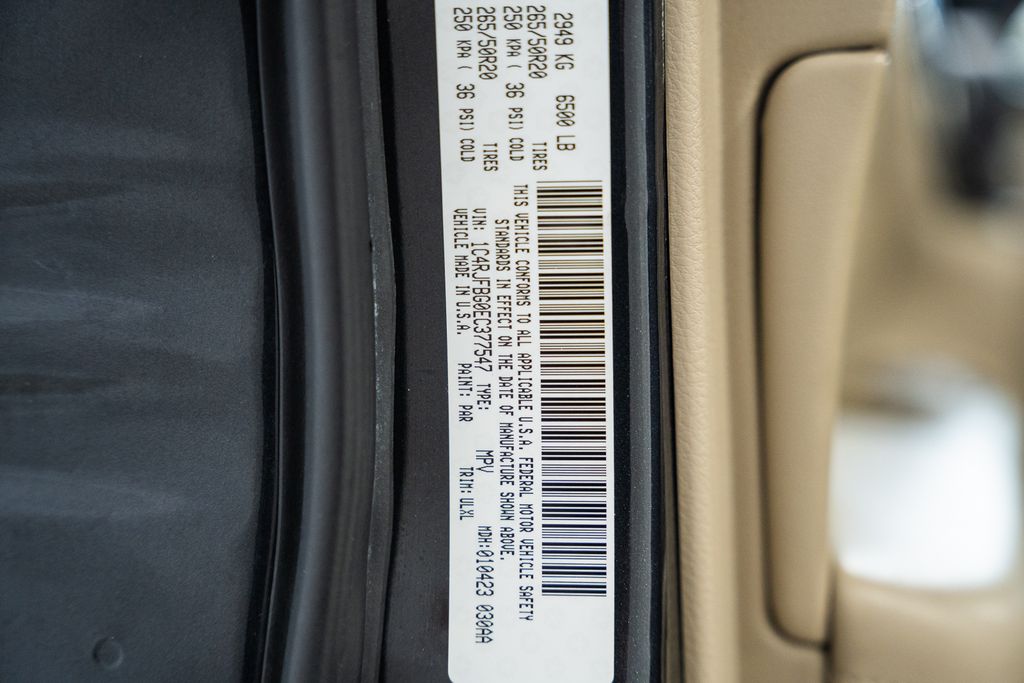 2949 KG 6500 LB
265/50R20 TIRES
250 KPA ( 36 PSI) COLD
265/50R20 TIRES
250 KPA ( 36 PSI) COLD
THIS VEHICLE CONFORMS TO ALL APPLICABLE U.S.A. FEDERAL MOTOR VEHICLE SAFETY
STANDARDS IN EFFECT ON THE DATE OF MANUFACTURE SHOWN ABOVE.
VIN: 1C4RJFBG0EC377547 TYPE: MPV MDH:010423 030AA
VEHICLE MADE IN U.S.A. PAINT: PAR TRIM: ULXL